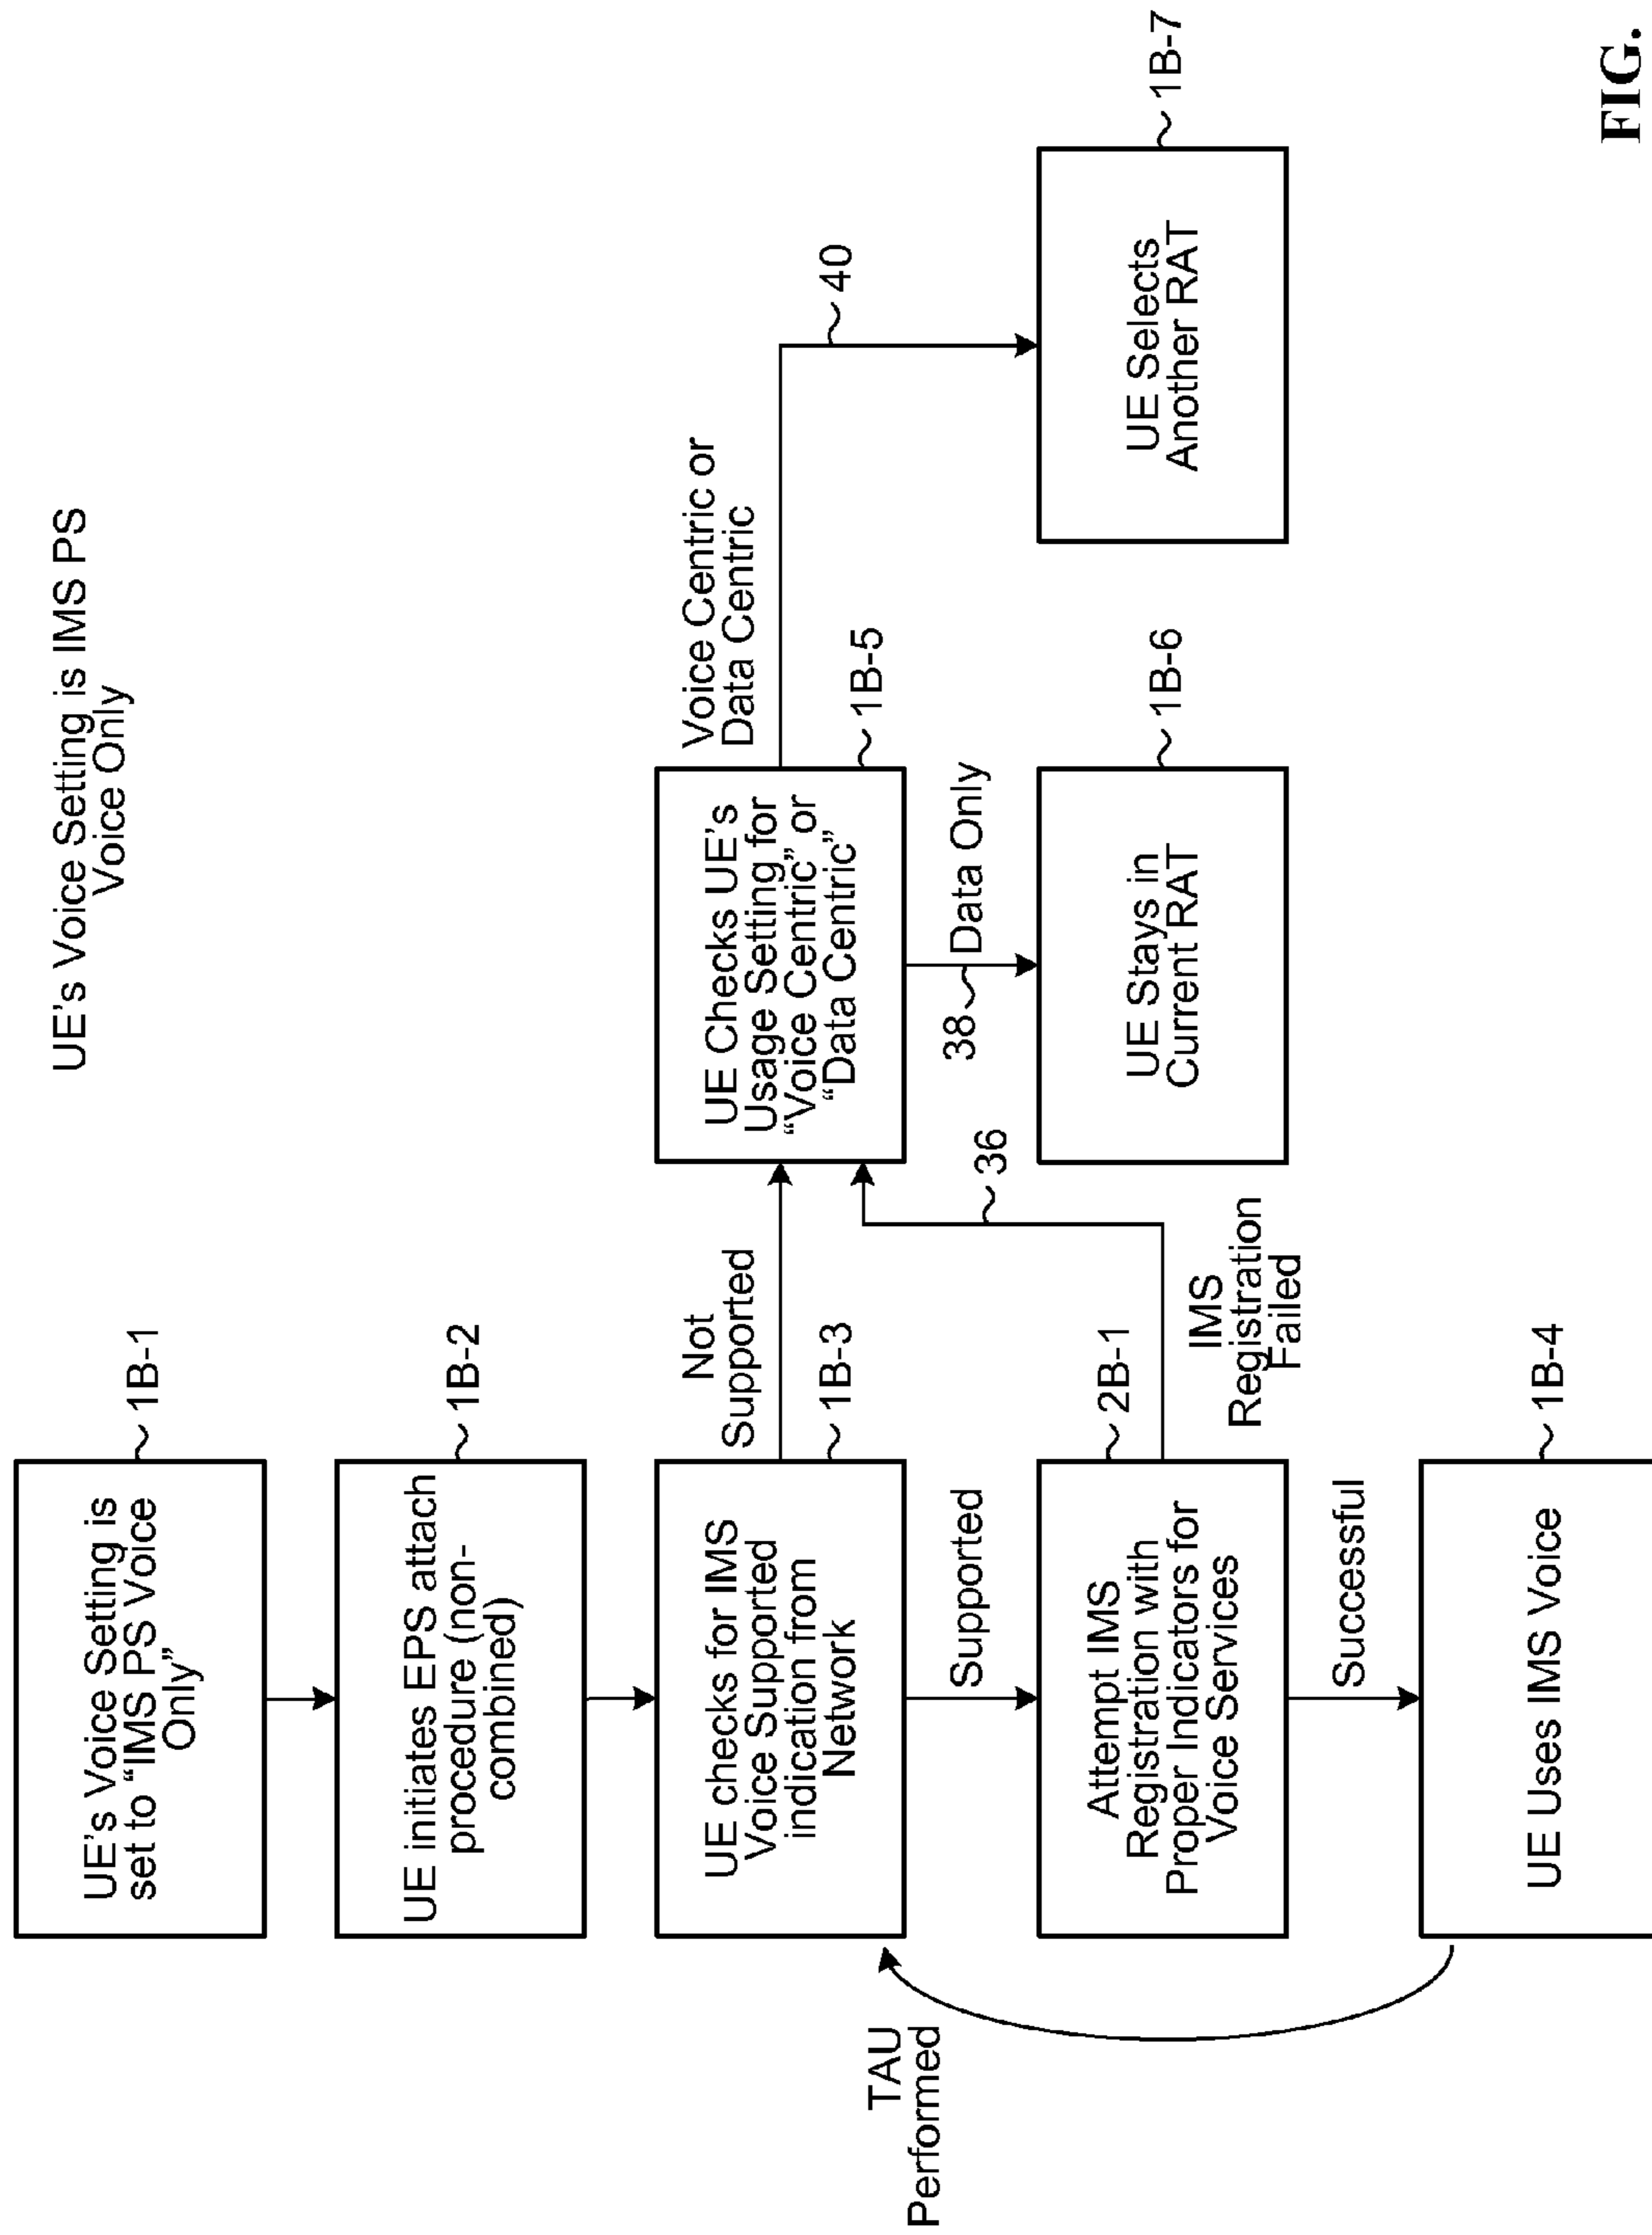 UE's Voice Setting is IMS PS
Voice Only
UE's Voice Setting is
set to “IMS PS Voice
Only”
1B-1
UE initiates EPS attach
procedure (non-
combined)
1B-2
UE checks for IMS
Voice Supported
indication from
Network
1B-3
Not
Supported
Supported
UE Checks UE's
Usage Setting for
“Voice Centric” or
“Data Centric”
1B-5
Voice Centric or
Data Centric
40
36
38
Data Only
TAU
Performed
Attempt IMS
Registration with
Proper Indicators for
Voice Services
2B-1
IMS
Registration
Failed
UE Stays in
Current RAT
1B-6
UE Selects
Another RAT
1B-7
Successful
UE Uses IMS Voice
1B-4
FIG.